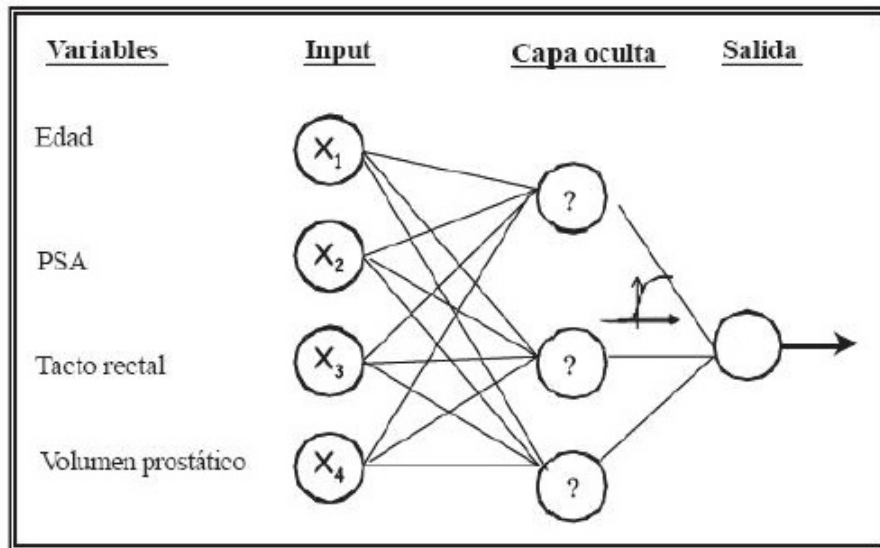 Variables Input Capa oculta Salida
Edad X1
?
PSA X2
Tacto rectal X3 ?
Volumen prostático X4 ?